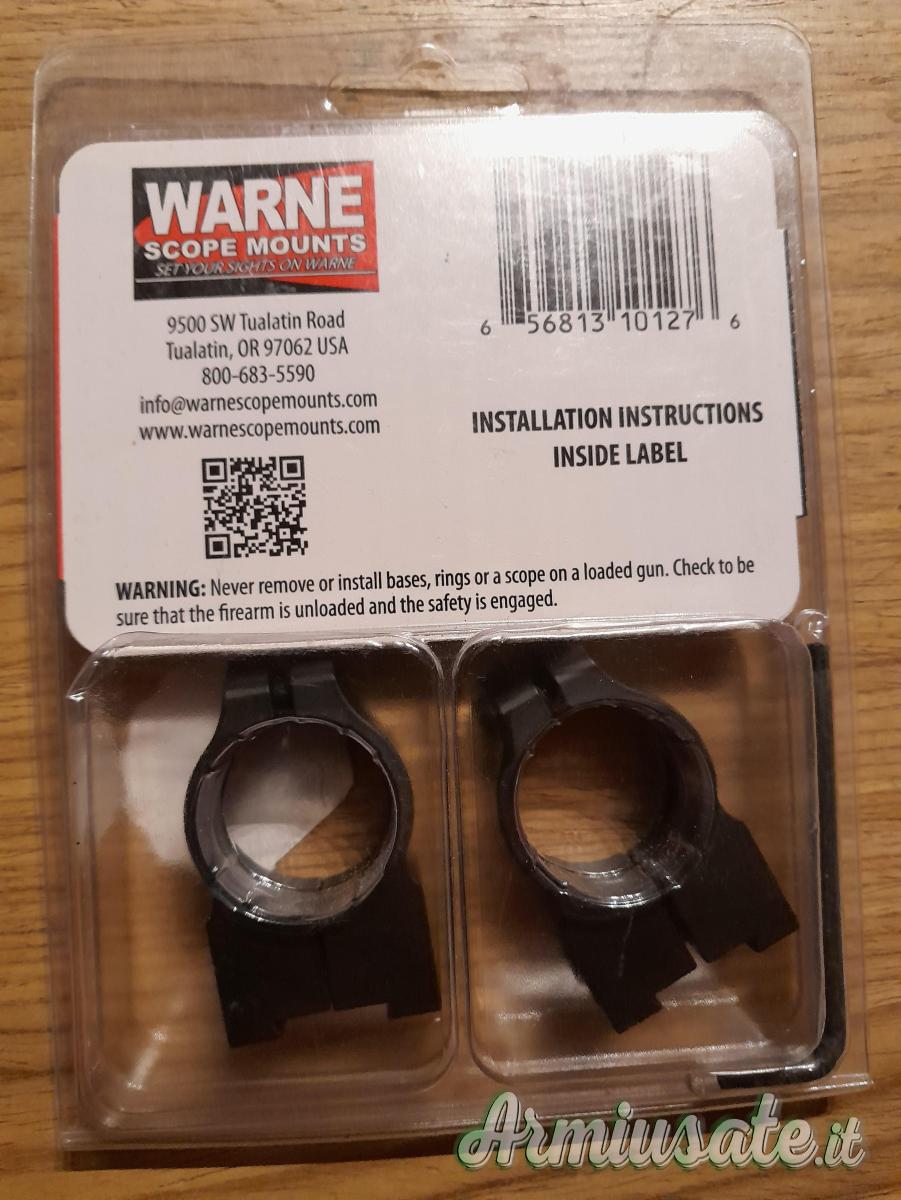 WARNE
SCOPE MOUNTS
SET YOUR SIGHTS ON WARNE
9500 SW Tualatin Road
Tualatin, OR 97062 USA
800-683-5590
info@warnescopemounts.com
www.warnescopemounts.com
6 56813 10127 6
INSTALLATION INSTRUCTIONS
INSIDE LABEL
WARNING: Never remove or install bases, rings or a scope on a loaded gun. Check to be
sure that the firearm is unloaded and the safety is engaged.
Armiusate.it